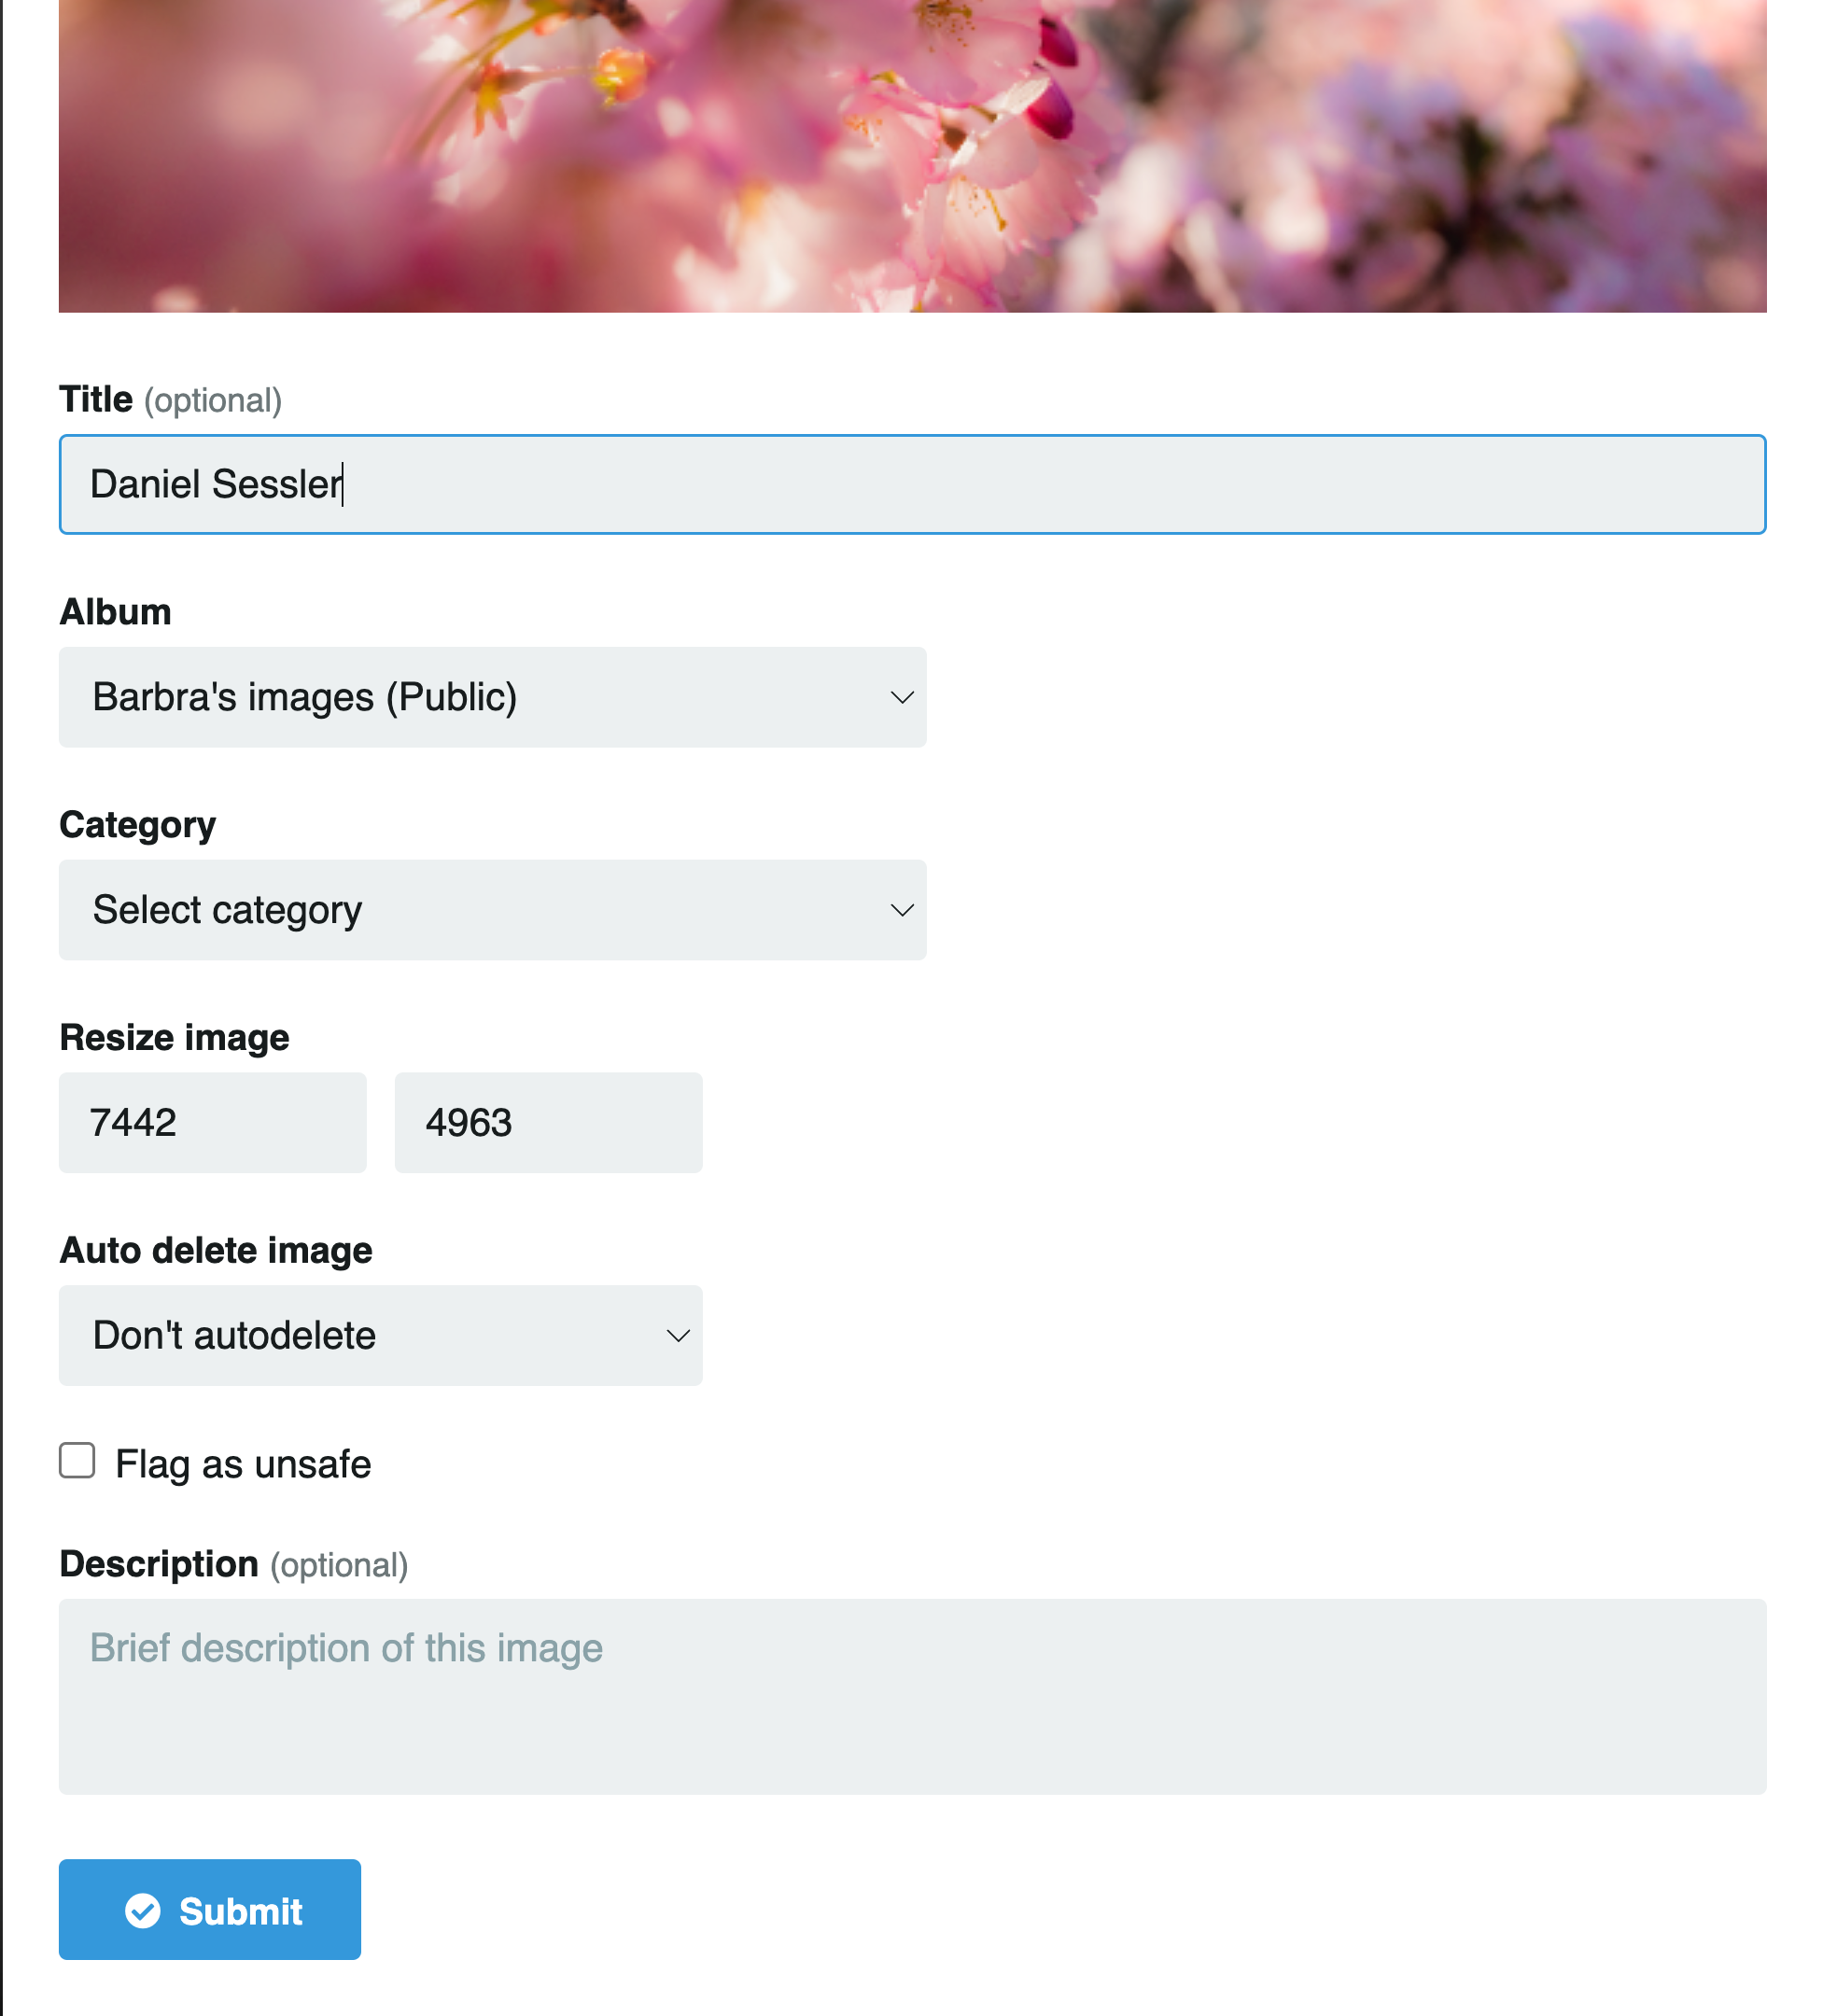 Title (optional)
Daniel Sessler
Album
Barbra's images (Public)
Category
Select category
Resize image
7442 4963
Auto delete image
Don't autodelete
Flag as unsafe
Description (optional)
Brief description of this image
Submit